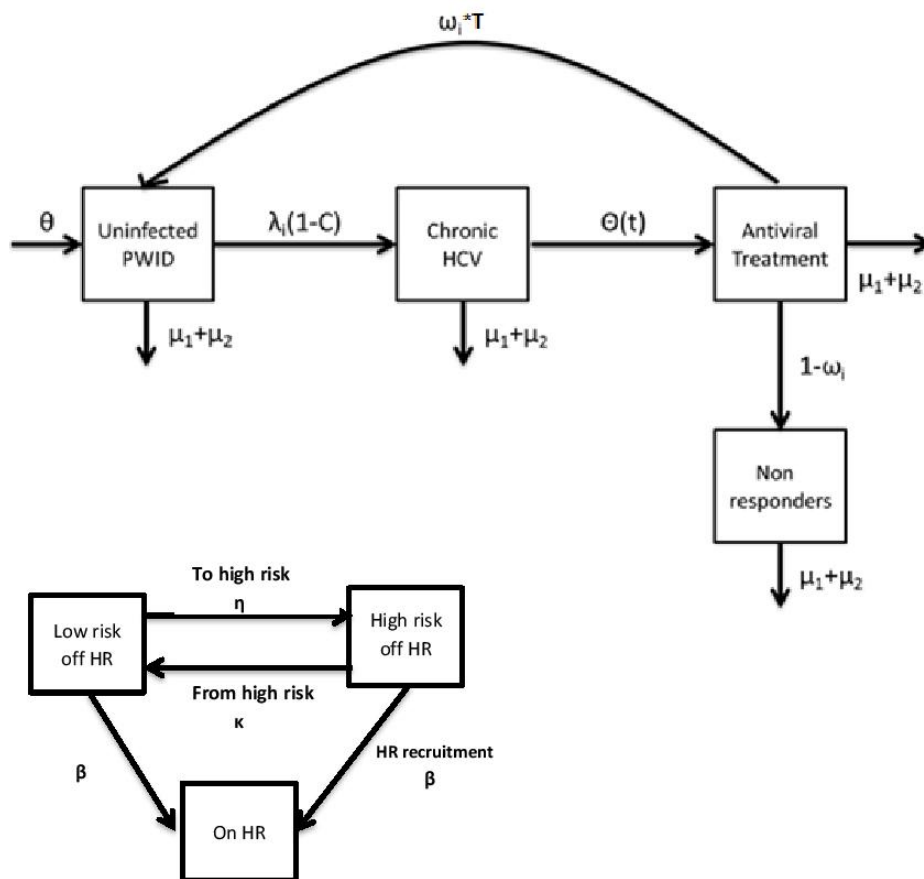 ωᵢ*T
θ
Uninfected
PWID
λᵢ(1-C)
Chronic
HCV
Θ(t)
Antiviral
Treatment
μ₁+μ₂
μ₁+μ₂
μ₁+μ₂
1-ωᵢ
Non
responders
μ₁+μ₂
To high risk
η
Low risk
off HR
High risk
off HR
From high risk
κ
β
HR recruitment
β
On HR